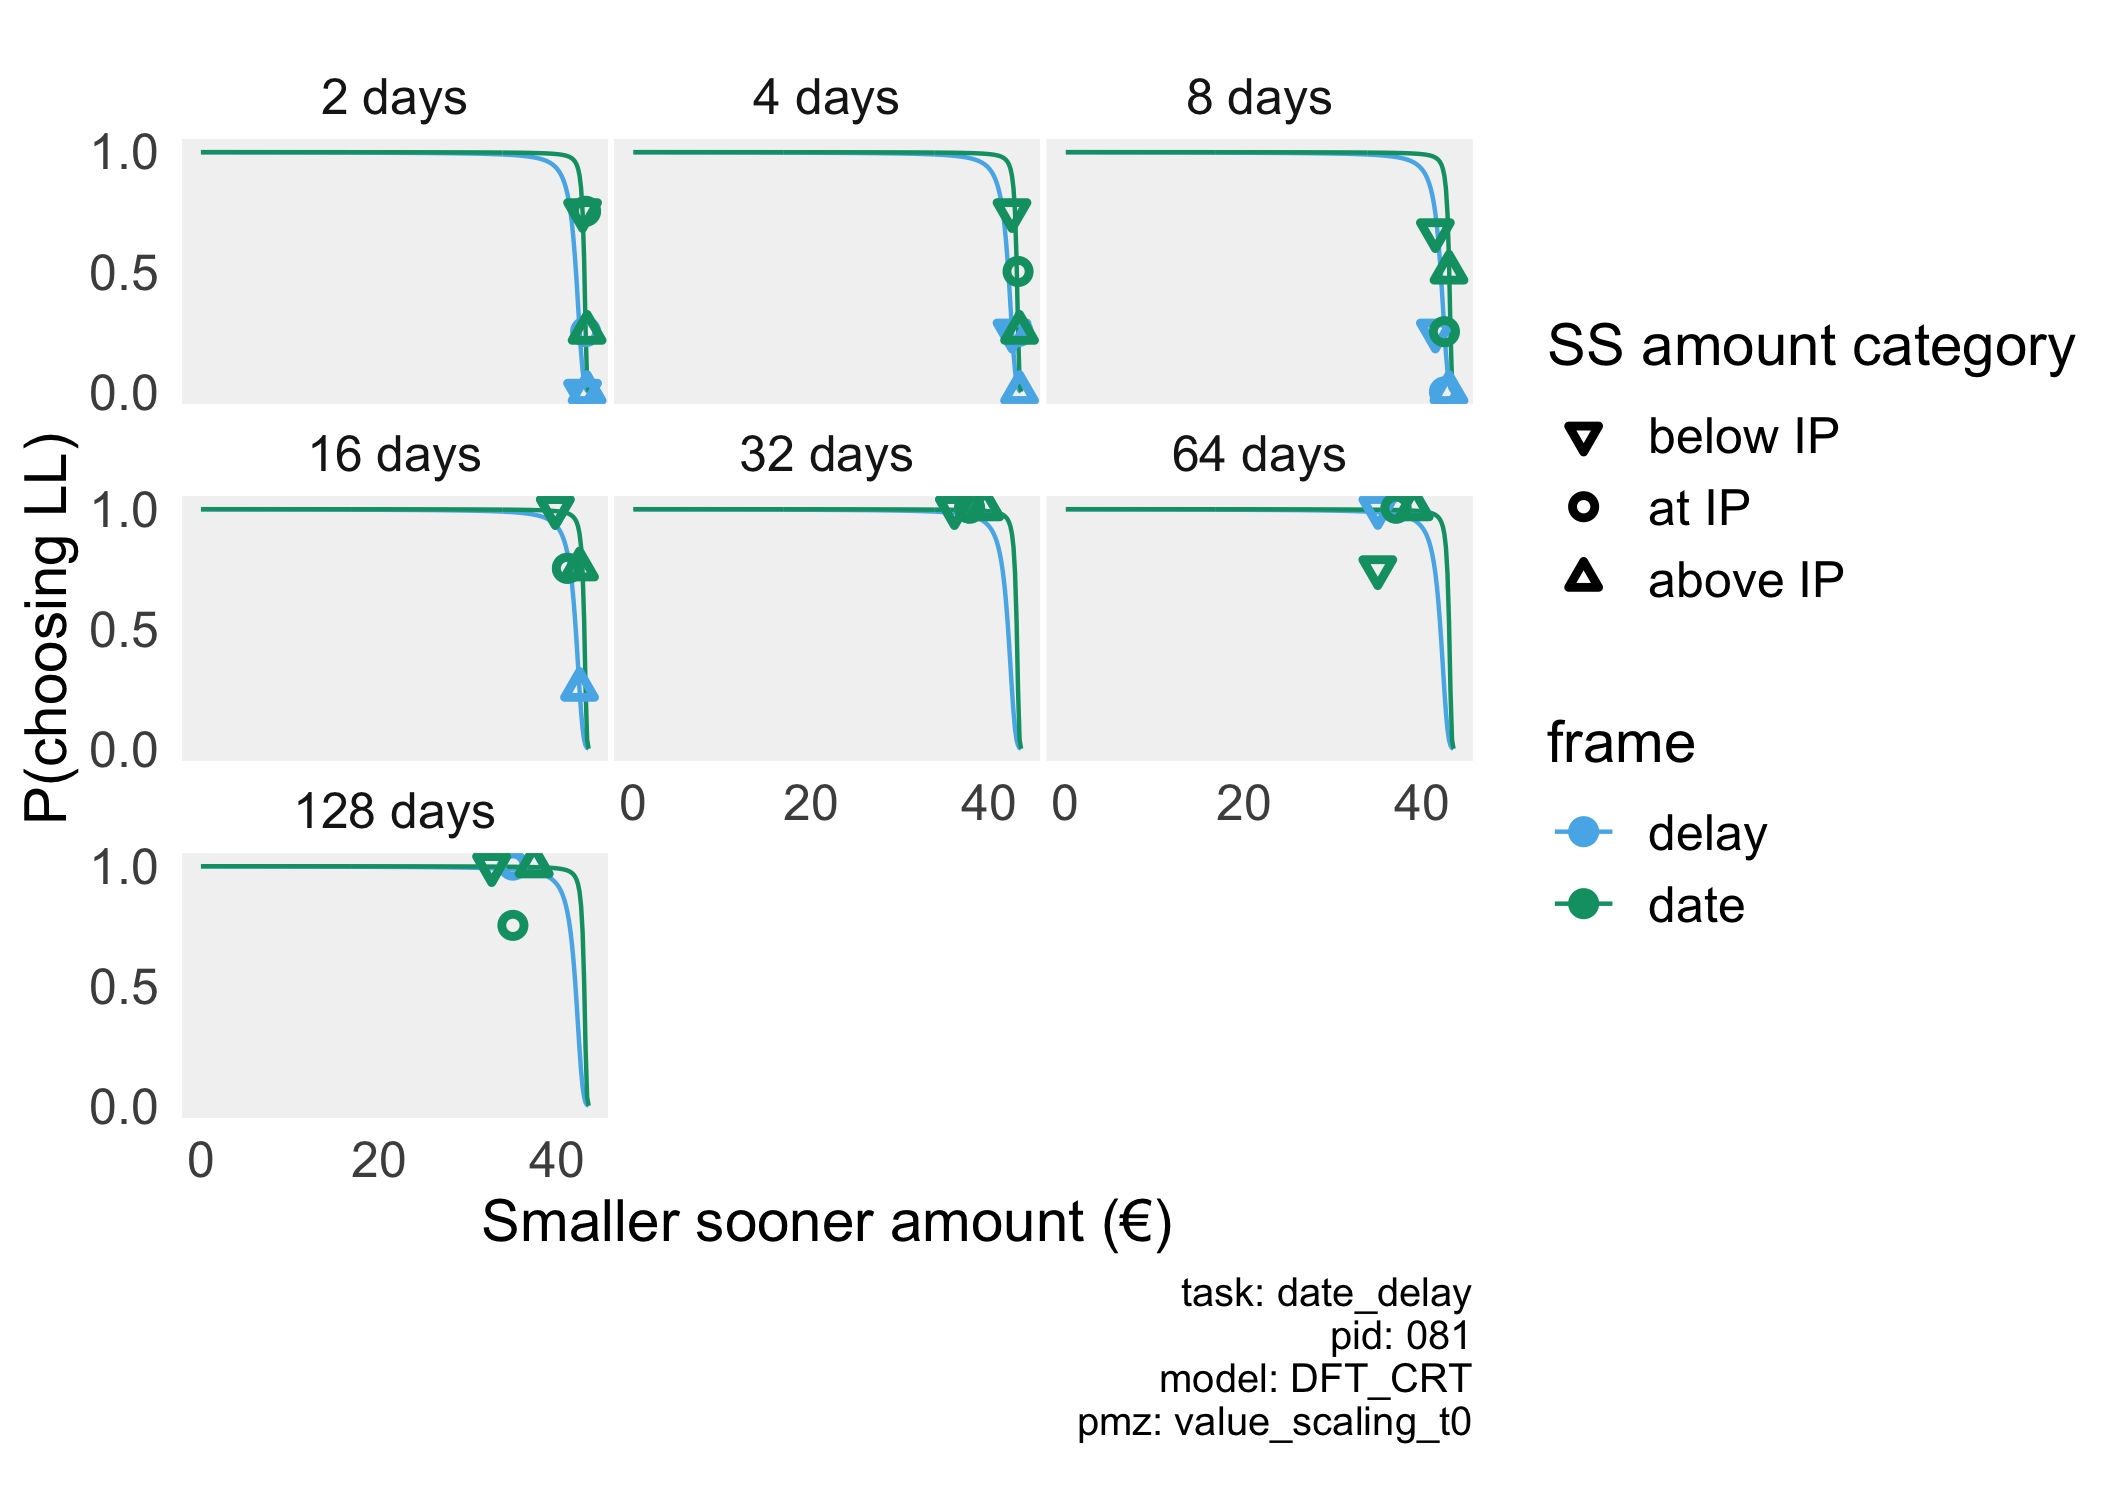 2 days
4 days
8 days
1.0
0.5
0.0
16 days
32 days
64 days
1.0
0.5
0.0
0
20
40
0
20
40
128 days
1.0
0.5
0.0
0
20
40
P(choosing LL)
Smaller sooner amount (€)
SS amount category
below IP
at IP
above IP
frame
delay
date
task: date_delay
pid: 081
model: DFT_CRT
pmz: value_scaling_t0